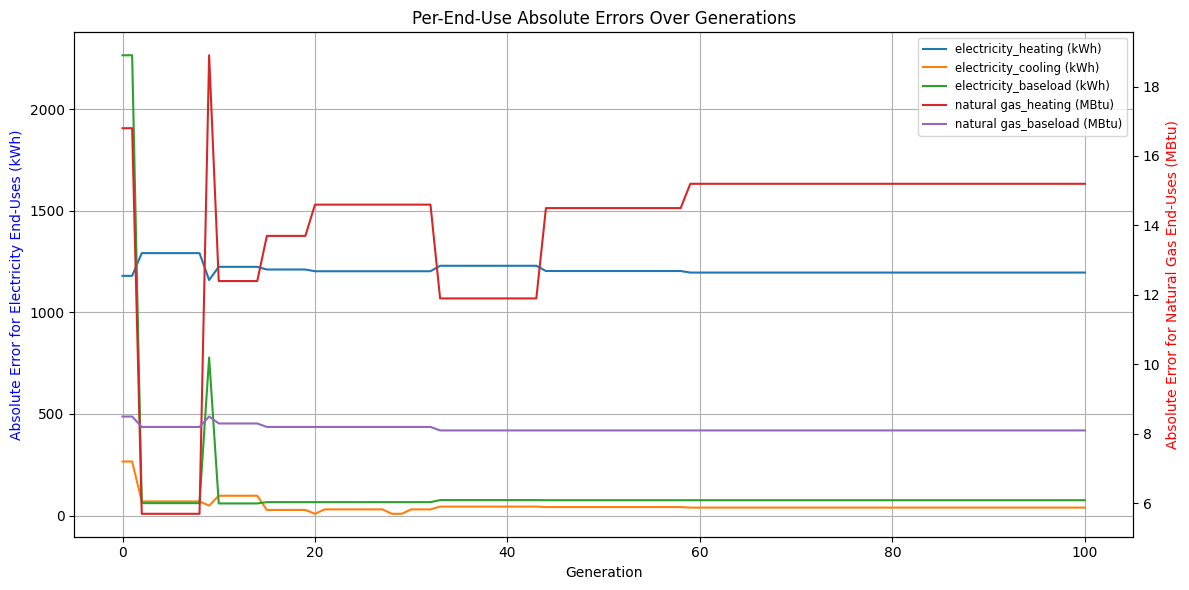 Per-End-Use Absolute Errors Over Generations
electricity_heating (kWh)
electricity_cooling (kWh)
electricity_baseload (kWh)
natural gas_heating (MBtu)
natural gas_baseload (MBtu)
Absolute Error for Electricity End-Uses (kWh)
2000
1500
1000
500
0
18
16
14
12
10
8
6
Absolute Error for Natural Gas End-Uses (MBtu)
0
20
40
60
80
100
Generation